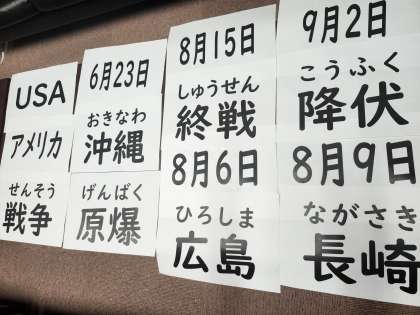 USA
アメリカ
せんそう
戦争
6月23日
おきなわ
沖縄
げんばく
原爆
8月15日
しゅうせん
終戦
8月6日
ひろしま
広島
9月2日
こうふく
降伏
8月9日
ながさき
長崎